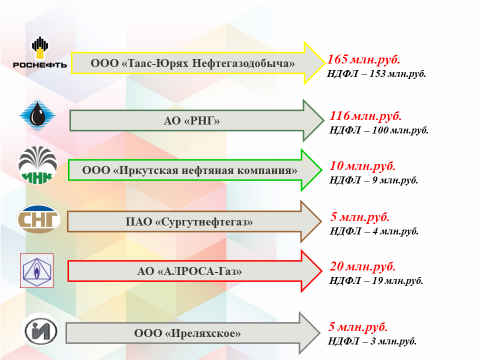 РОСНЕФТЬ
ООО «Таас-Юрях Нефтегазодобыча»
165 млн.руб.
НДФЛ – 153 млн.руб.
АО «РНГ»
116 млн.руб.
НДФЛ – 100 млн.руб.
ИНК
ООО «Иркутская нефтяная компания»
10 млн.руб.
НДФЛ – 9 млн.руб.
СНГ
ПАО «Сургутнефтегаз»
5 млн.руб.
НДФЛ – 4 млн.руб.
АО «АЛРОСА-Газ»
20 млн.руб.
НДФЛ – 19 млн.руб.
ООО «Иреляхское»
5 млн.руб.
НДФЛ – 3 млн.руб.